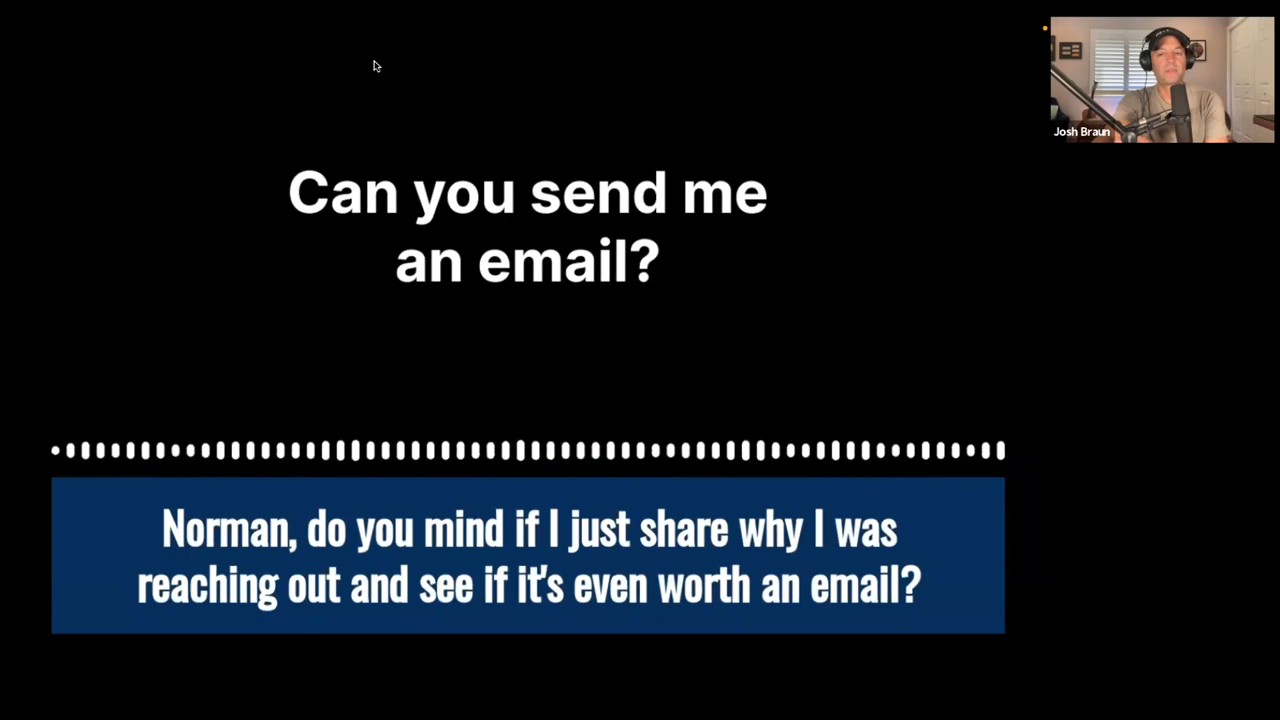 Can you send me
an email?
Josh Braun
Norman, do you mind if I just share why I was
reaching out and see if it's even worth an email?